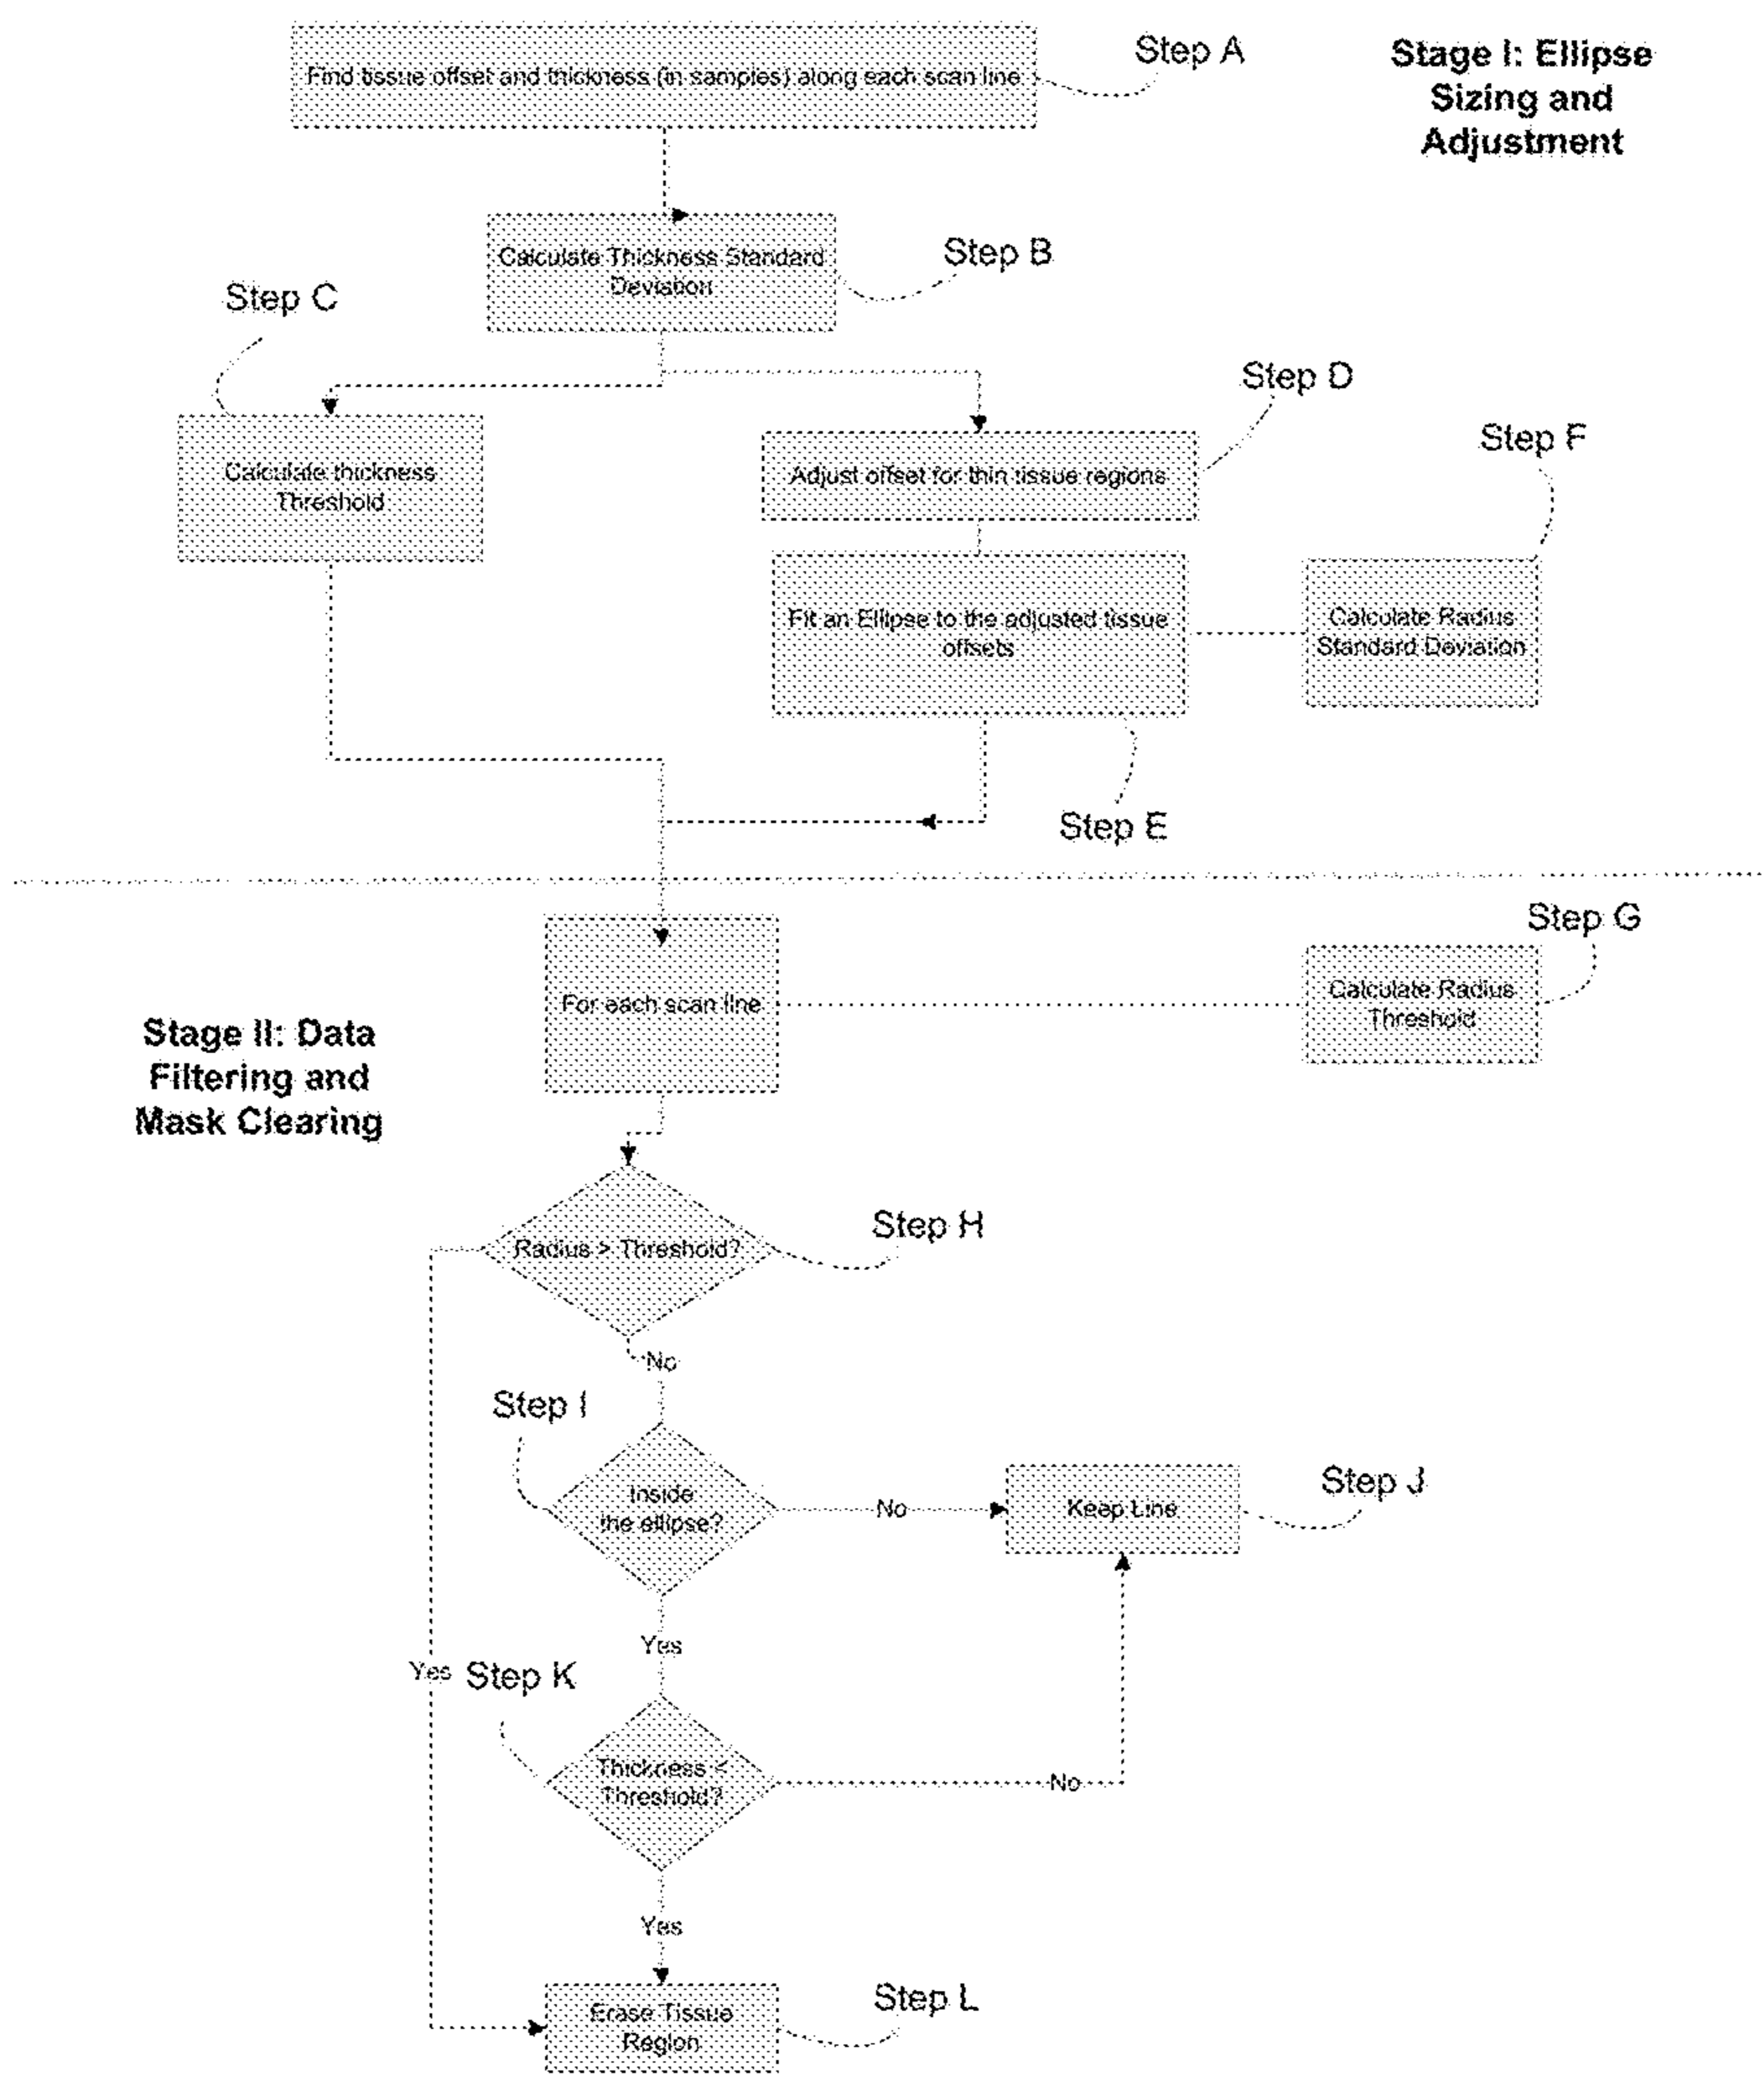 Step A
Stage I: Ellipse
Sizing and
Adjustment
Find tissue offset and thickness (in samples) along each scan line
Step B
Calculate Thickness Standard
Deviation
Step C
Step D
Step F
Calculate thickness
Threshold
Adjust offset for thin tissue regions
Fit an Ellipse to the adjusted tissue
offsets
Calculate Radius
Standard Deviation
Step E
Step G
For each scan line
Calculate Radius
Threshold
Stage II: Data
Filtering and
Mask Clearing
Step H
Radius > Threshold?
No
Step I
Inside
the ellipse?
No
Keep Line
Step J
Yes
Yes
Step K
Thickness <
Threshold?
No
Yes
Step L
Erase Tissue
Region